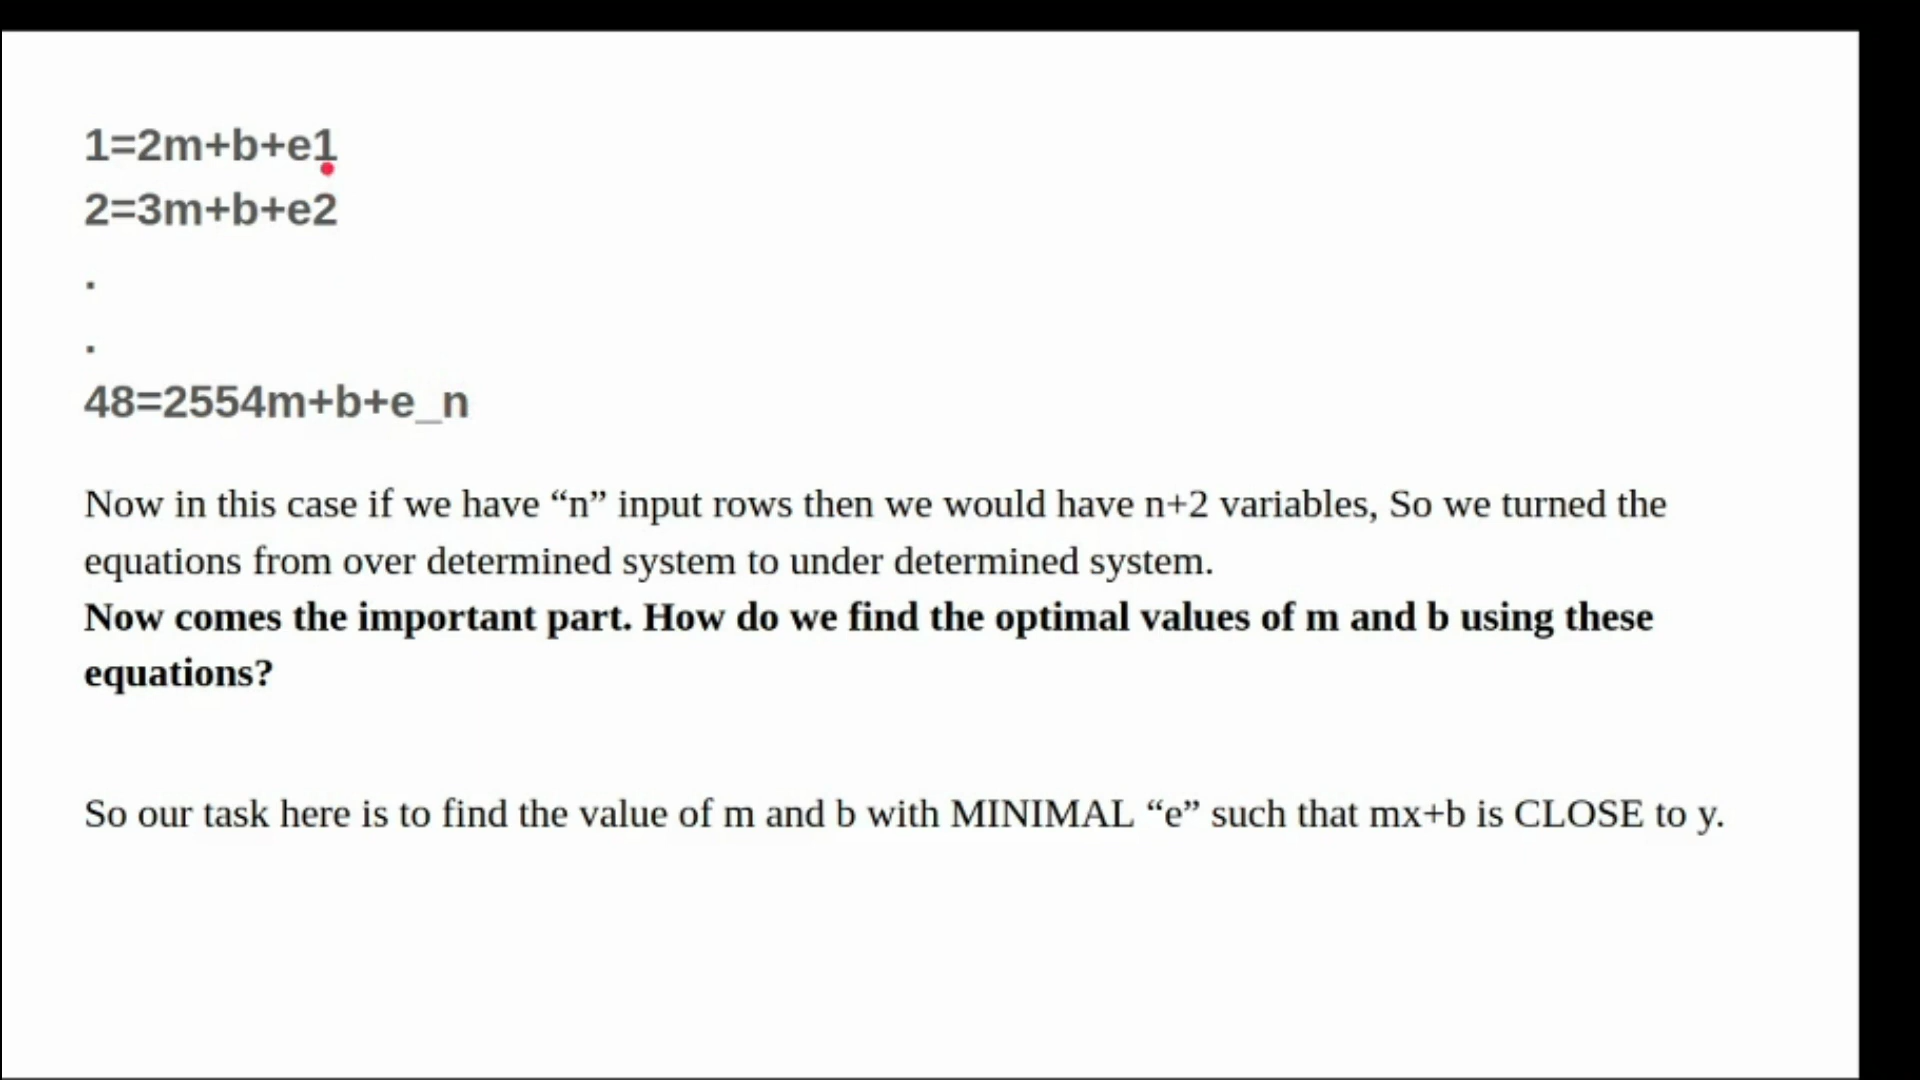 1=2m+b+e1
2=3m+b+e2
.
.
48=2554m+b+e_n
Now in this case if we have “n” input rows then we would have n+2 variables, So we turned the
equations from over determined system to under determined system.
Now comes the important part. How do we find the optimal values of m and b using these
equations?
So our task here is to find the value of m and b with MINIMAL “e” such that mx+b is CLOSE to y.